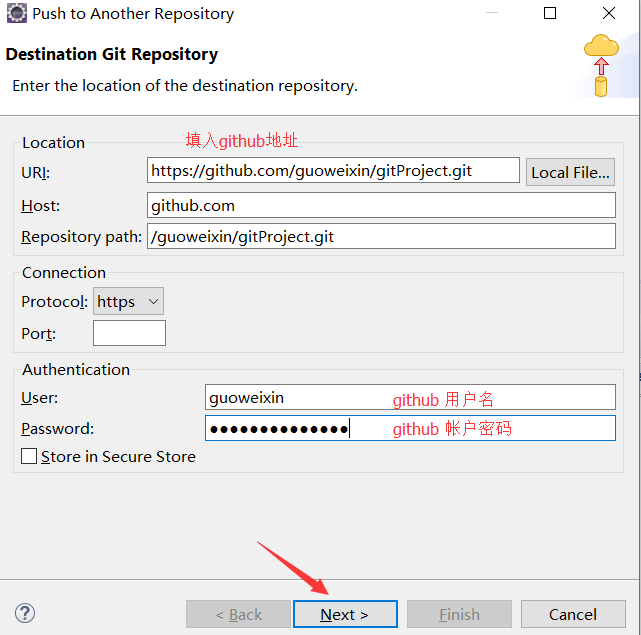 Push to Another Repository
Destination Git Repository
Enter the location of the destination repository.
Location
填入github地址
URI: https://github.com/guoweixin/gitProject.git Local File...
Host: github.com
Repository path: /guoweixin/gitProject.git
Connection
Protocol: https
Port:
Authentication
User: guoweixin github 用户名
Password: ●●●●●●●●●●●●●● github 帐户密码
Store in Secure Store
? < Back Next > Finish Cancel